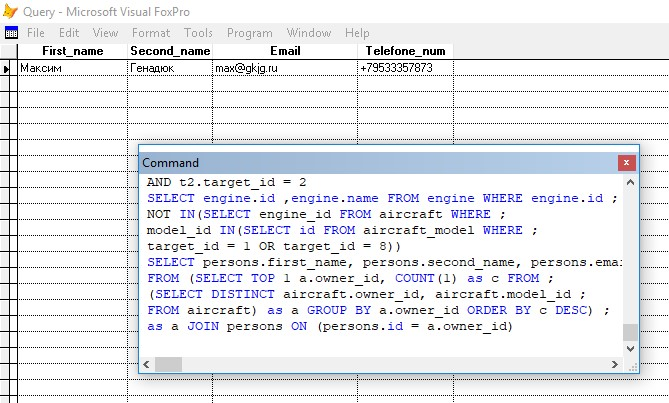 Query - Microsoft Visual FoxPro
File Edit View Format Tools Program Window Help
First_name Second_name Email Telefone_num
Максим Генадюк max@gkjg.ru +79533357873
Command
AND t2.target_id = 2
SELECT engine.id ,engine.name FROM engine WHERE engine.id ;
NOT IN(SELECT engine_id FROM aircraft WHERE ;
model_id IN(SELECT id FROM aircraft_model WHERE ;
target_id = 1 OR target_id = 8))
SELECT persons.first_name, persons.second_name, persons.emai
FROM (SELECT TOP 1 a.owner_id, COUNT(1) as c FROM ;
(SELECT DISTINCT aircraft.owner_id, aircraft.model_id ;
FROM aircraft) as a GROUP BY a.owner_id ORDER BY c DESC) ;
as a JOIN persons ON (persons.id = a.owner_id)